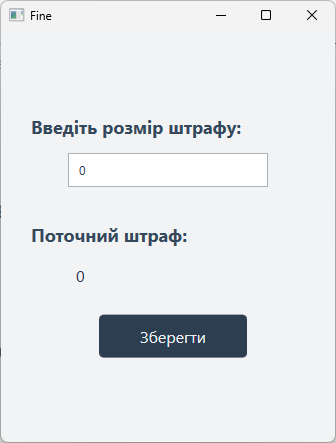 Fine
Введіть розмір штрафу:
0
Поточний штраф:
0
Зберегти